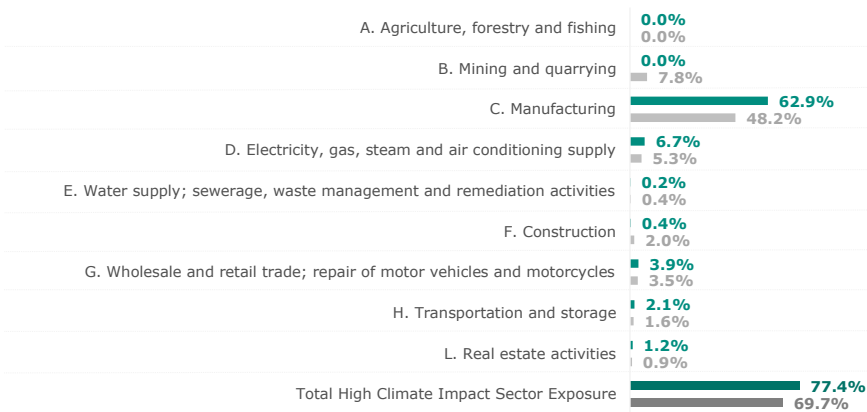 A. Agriculture, forestry and fishing
0.0%
0.0%
B. Mining and quarrying
0.0%
7.8%
C. Manufacturing
62.9%
48.2%
D. Electricity, gas, steam and air conditioning supply
6.7%
5.3%
E. Water supply; sewerage, waste management and remediation activities
0.2%
0.4%
F. Construction
0.4%
2.0%
G. Wholesale and retail trade; repair of motor vehicles and motorcycles
3.9%
3.5%
H. Transportation and storage
2.1%
1.6%
L. Real estate activities
1.2%
0.9%
Total High Climate Impact Sector Exposure
77.4%
69.7%